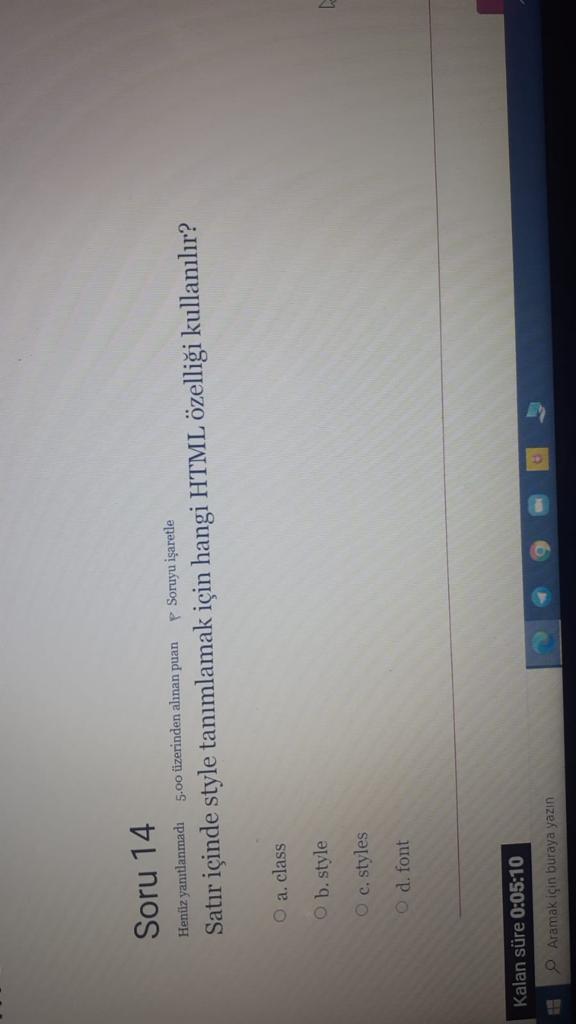 Soru 14
Henüz yanıtlanmadı 5.00 üzerinden alınan puan Soruyu işaretle
Satır içinde style tanımlamak için hangi HTML özelliği kullanılır?
a. class
b. style
c. styles
d. font
Kalan süre 0:05:10
Aramak için buraya yazın